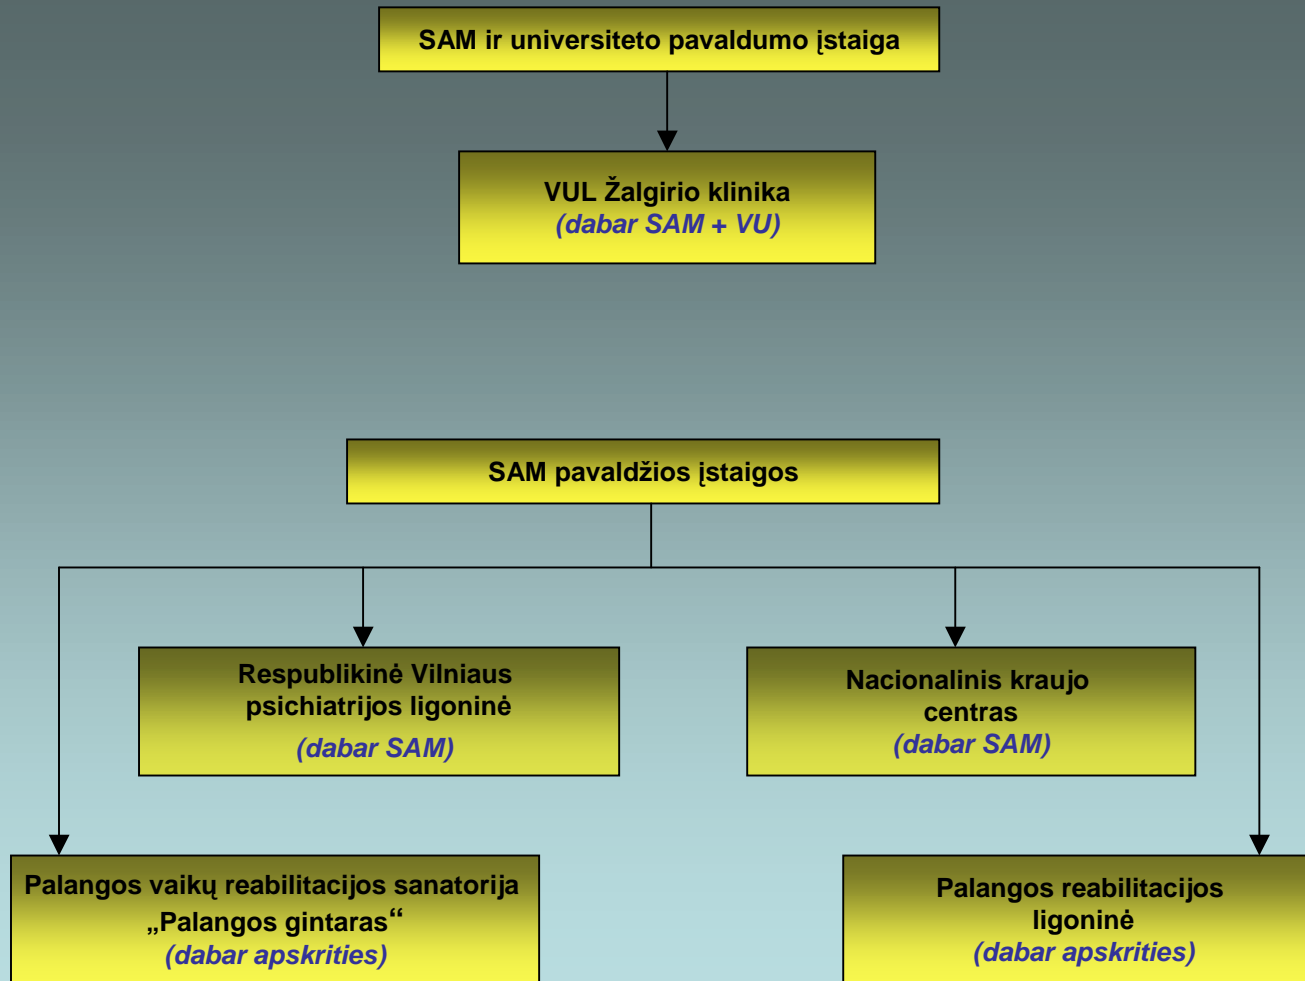 SAM ir universiteto pavaldumo įstaiga
VUL Žalgirio klinika
(dabar SAM + VU)
SAM pavaldžios įstaigos
Respublikinė Vilniaus
psichiatrijos ligoninė
(dabar SAM)
Nacionalinis kraujo
centras
(dabar SAM)
Palangos vaikų reabilitacijos sanatorija
„Palangos gintaras“
(dabar apskrities)
Palangos reabilitacijos
ligoninė
(dabar apskrities)